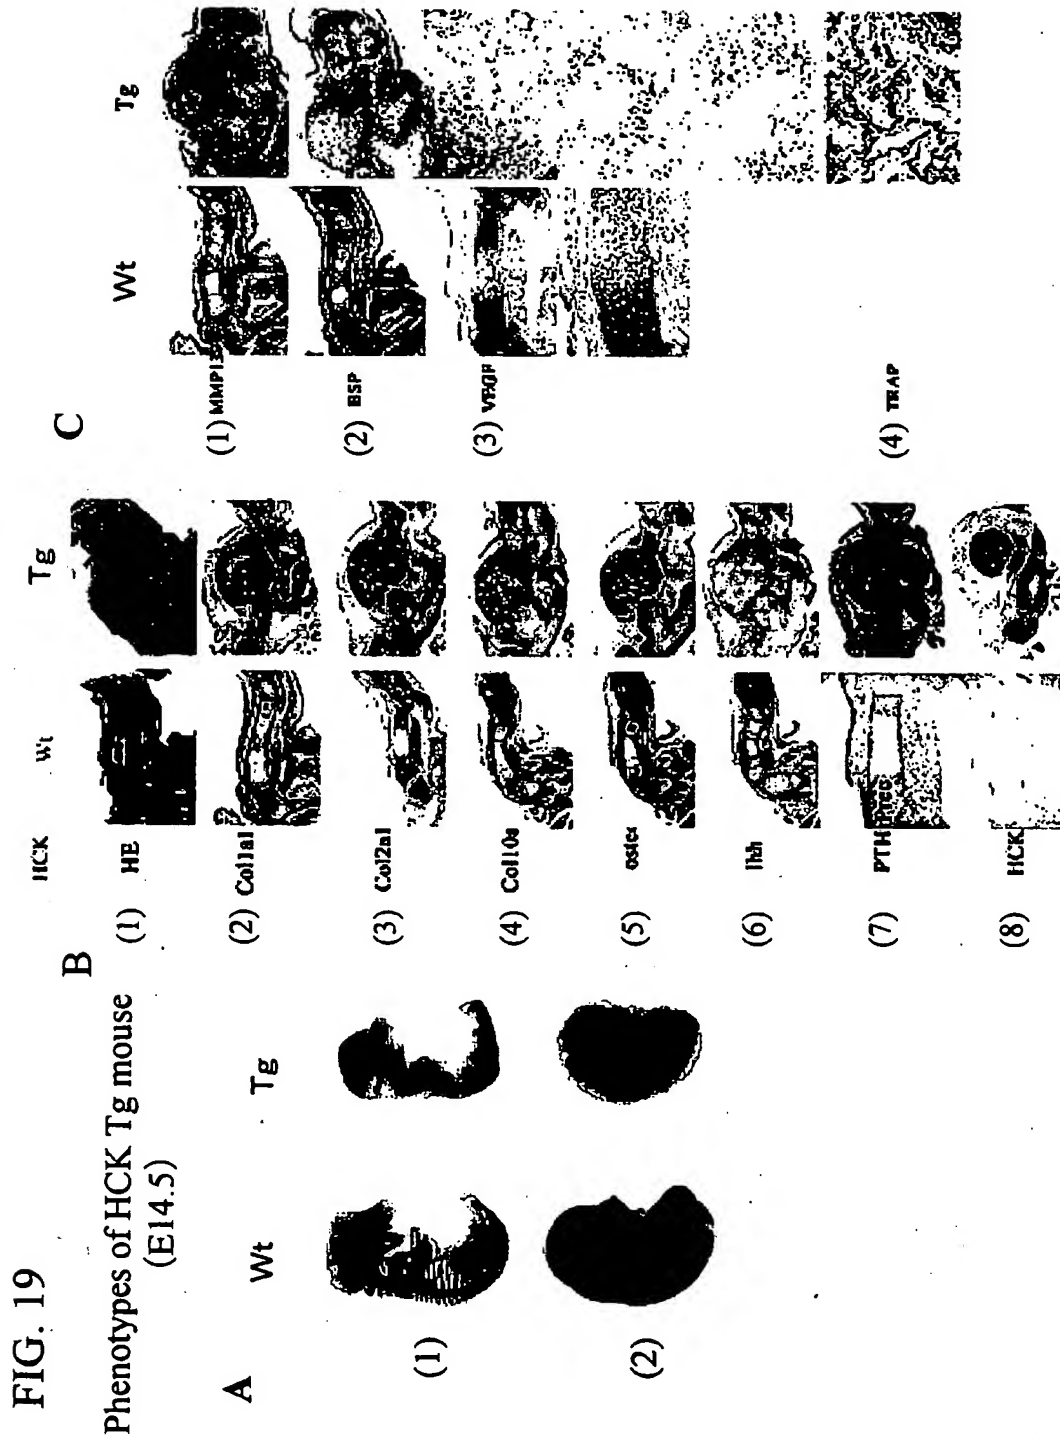 FIG. 19
Phenotypes of HCK Tg mouse
(E14.5)
A
Wt Tg
(1)
(2)
B
HCK Wt Tg
(1) HE
(2) Col1a1
(3) Col2a1
(4) Col10a
(5) ostex
(6) Ihh
(7) PTH
(8) HCK
C
Wt Tg
(1) MMP13
(2) BSP
(3) VEGF
(4) TRAP